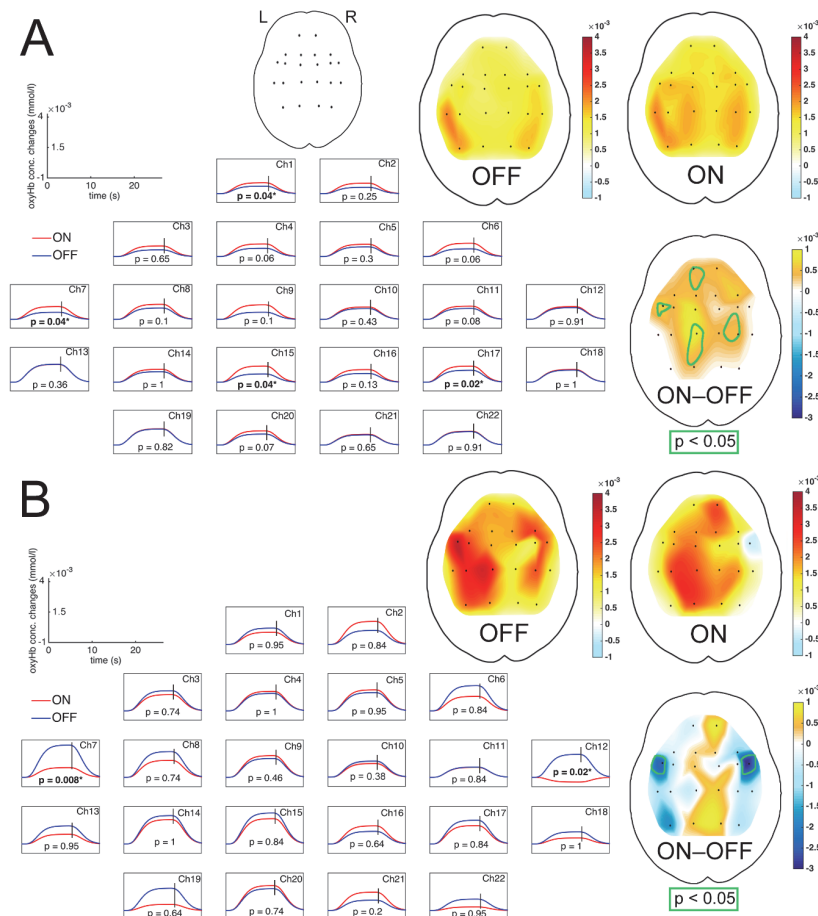 A
L R
oxyHb conc. changes (mmol/l)
4 ×10⁻³
1.5
-1
0 10 20
time (s)
ON
OFF
Ch1
p = 0.04*
Ch2
p = 0.25
Ch3
p = 0.65
Ch4
p = 0.06
Ch5
p = 0.3
Ch6
p = 0.06
Ch7
p = 0.04*
Ch8
p = 0.1
Ch9
p = 0.1
Ch10
p = 0.43
Ch11
p = 0.08
Ch12
p = 0.91
Ch13
p = 0.36
Ch14
p = 1
Ch15
p = 0.04*
Ch16
p = 0.13
Ch17
p = 0.02*
Ch18
p = 1
Ch19
p = 0.82
Ch20
p = 0.07
Ch21
p = 0.65
Ch22
p = 0.91
OFF
×10⁻³
4
3.5
3
2.5
2
1.5
1
0.5
0
-0.5
-1
ON
×10⁻³
4
3.5
3
2.5
2
1.5
1
0.5
0
-0.5
-1
ON–OFF
×10⁻³
1
0.5
0
-0.5
-1
-1.5
-2
-2.5
-3
p < 0.05
B
oxyHb conc. changes (mmol/l)
4 ×10⁻³
1.5
-1
0 10 20
time (s)
ON
OFF
Ch1
p = 0.95
Ch2
p = 0.84
Ch3
p = 0.74
Ch4
p = 1
Ch5
p = 0.95
Ch6
p = 0.84
Ch7
p = 0.008*
Ch8
p = 0.74
Ch9
p = 0.46
Ch10
p = 0.38
Ch11
p = 0.84
Ch12
p = 0.02*
Ch13
p = 0.95
Ch14
p = 1
Ch15
p = 0.84
Ch16
p = 0.64
Ch17
p = 0.84
Ch18
p = 1
Ch19
p = 0.64
Ch20
p = 0.74
Ch21
p = 0.2
Ch22
p = 0.95
OFF
×10⁻³
4
3.5
3
2.5
2
1.5
1
0.5
0
-0.5
-1
ON
×10⁻³
4
3.5
3
2.5
2
1.5
1
0.5
0
-0.5
-1
ON–OFF
×10⁻³
1
0.5
0
-0.5
-1
-1.5
-2
-2.5
-3
p < 0.05